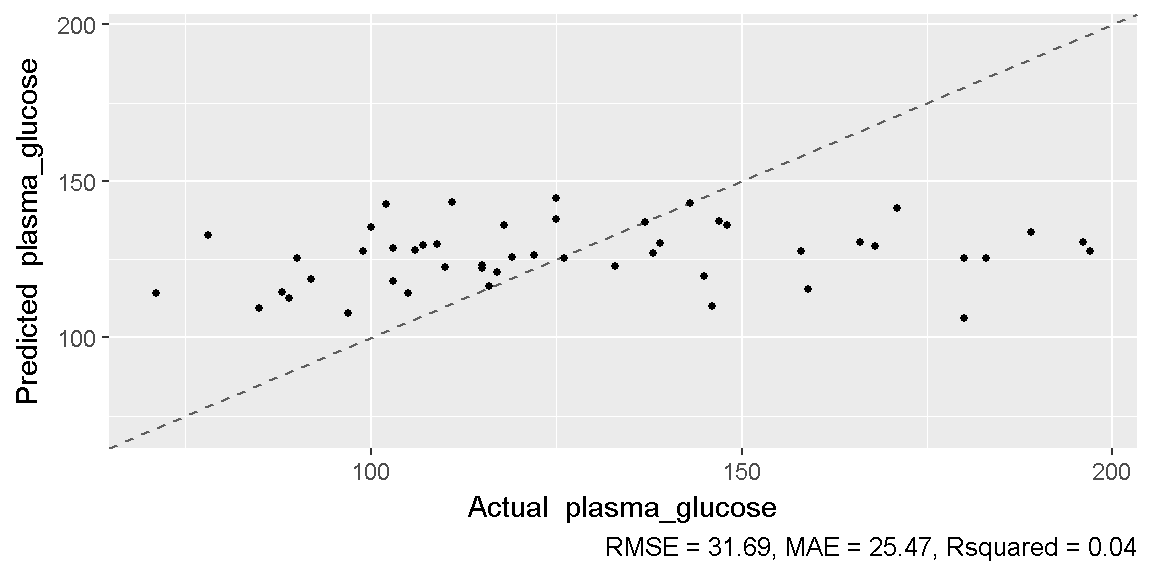 200
150
100
Predicted plasma_glucose
100 150 200
Actual plasma_glucose
RMSE = 31.69, MAE = 25.47, Rsquared = 0.04